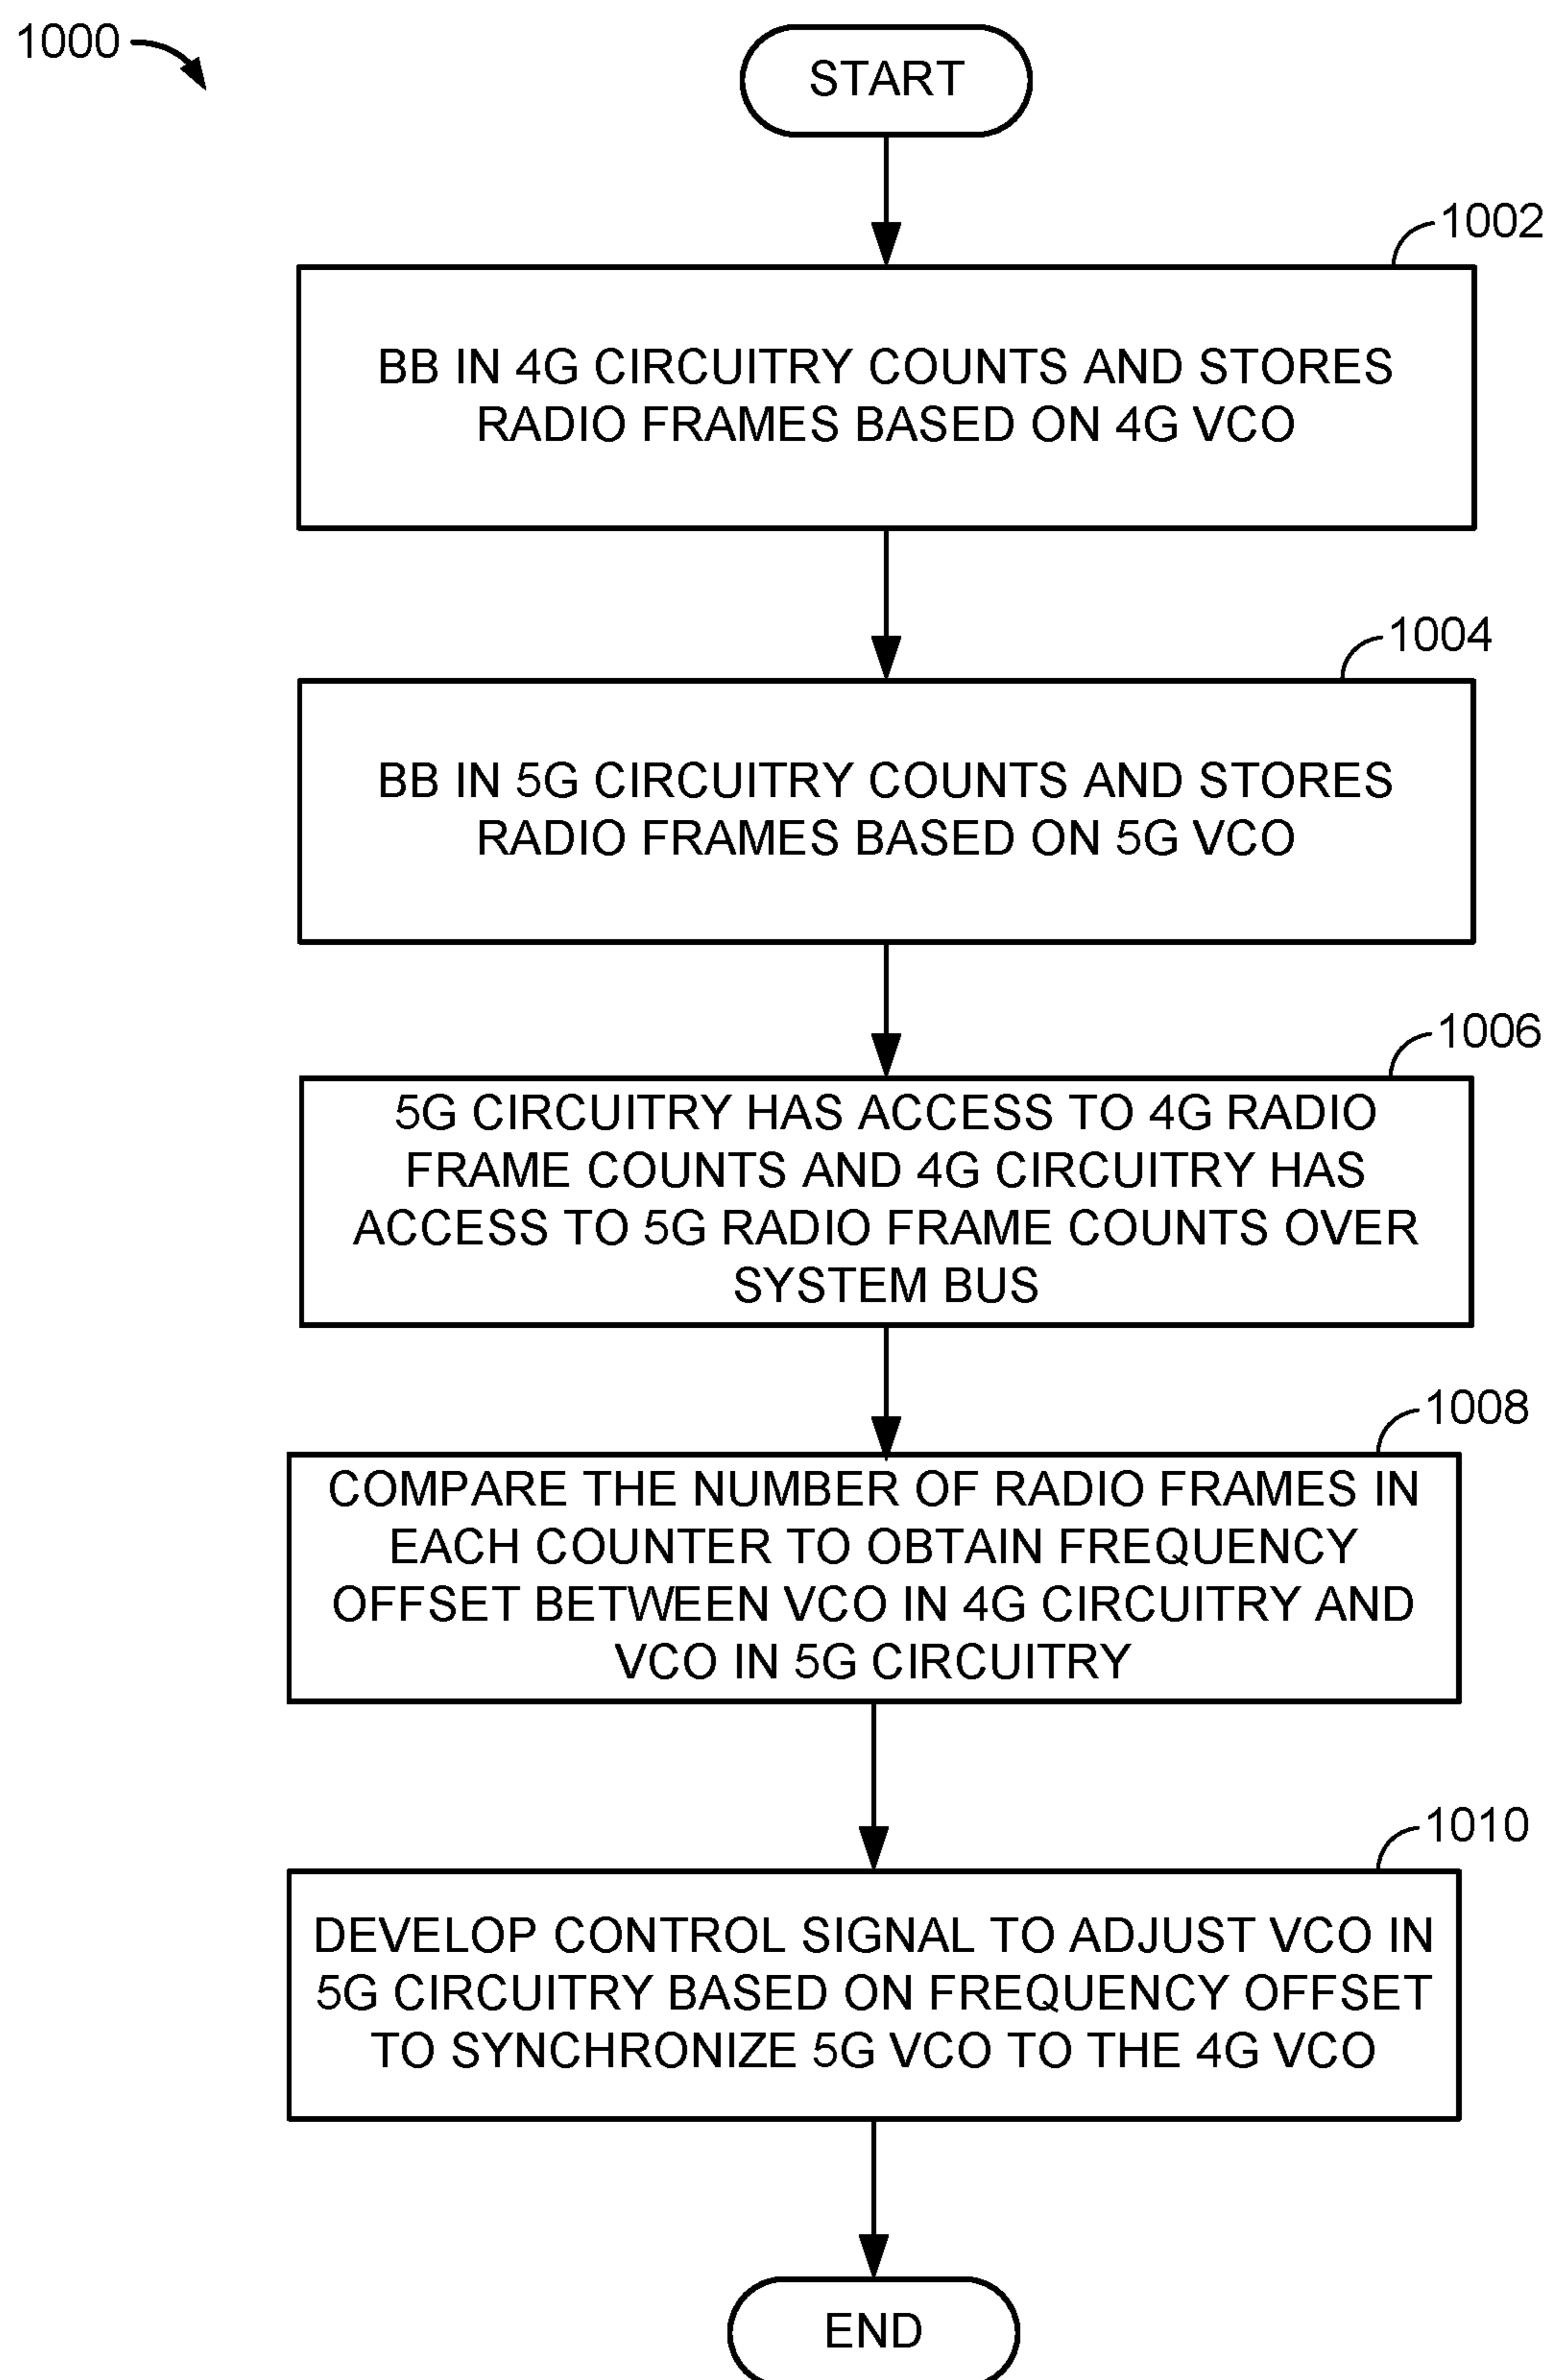 1000
START
1002
BB IN 4G CIRCUITRY COUNTS AND STORES
RADIO FRAMES BASED ON 4G VCO
1004
BB IN 5G CIRCUITRY COUNTS AND STORES
RADIO FRAMES BASED ON 5G VCO
1006
5G CIRCUITRY HAS ACCESS TO 4G RADIO
FRAME COUNTS AND 4G CIRCUITRY HAS
ACCESS TO 5G RADIO FRAME COUNTS OVER
SYSTEM BUS
1008
COMPARE THE NUMBER OF RADIO FRAMES IN
EACH COUNTER TO OBTAIN FREQUENCY
OFFSET BETWEEN VCO IN 4G CIRCUITRY AND
VCO IN 5G CIRCUITRY
1010
DEVELOP CONTROL SIGNAL TO ADJUST VCO IN
5G CIRCUITRY BASED ON FREQUENCY OFFSET
TO SYNCHRONIZE 5G VCO TO THE 4G VCO
END